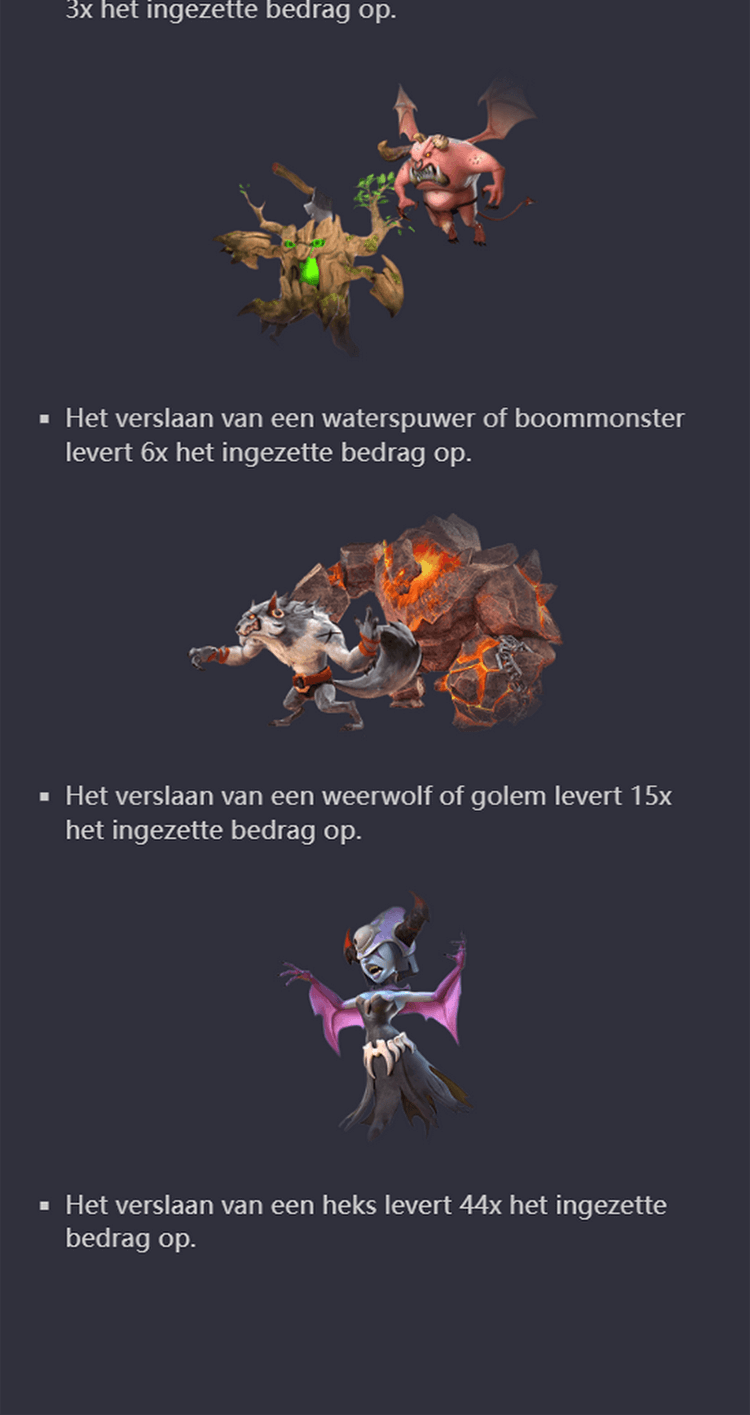 3x het ingezette bedrag op.
▪ Het verslaan van een waterspuwer of boommonster
levert 6x het ingezette bedrag op.
▪ Het verslaan van een weerwolf of golem levert 15x
het ingezette bedrag op.
▪ Het verslaan van een heks levert 44x het ingezette
bedrag op.